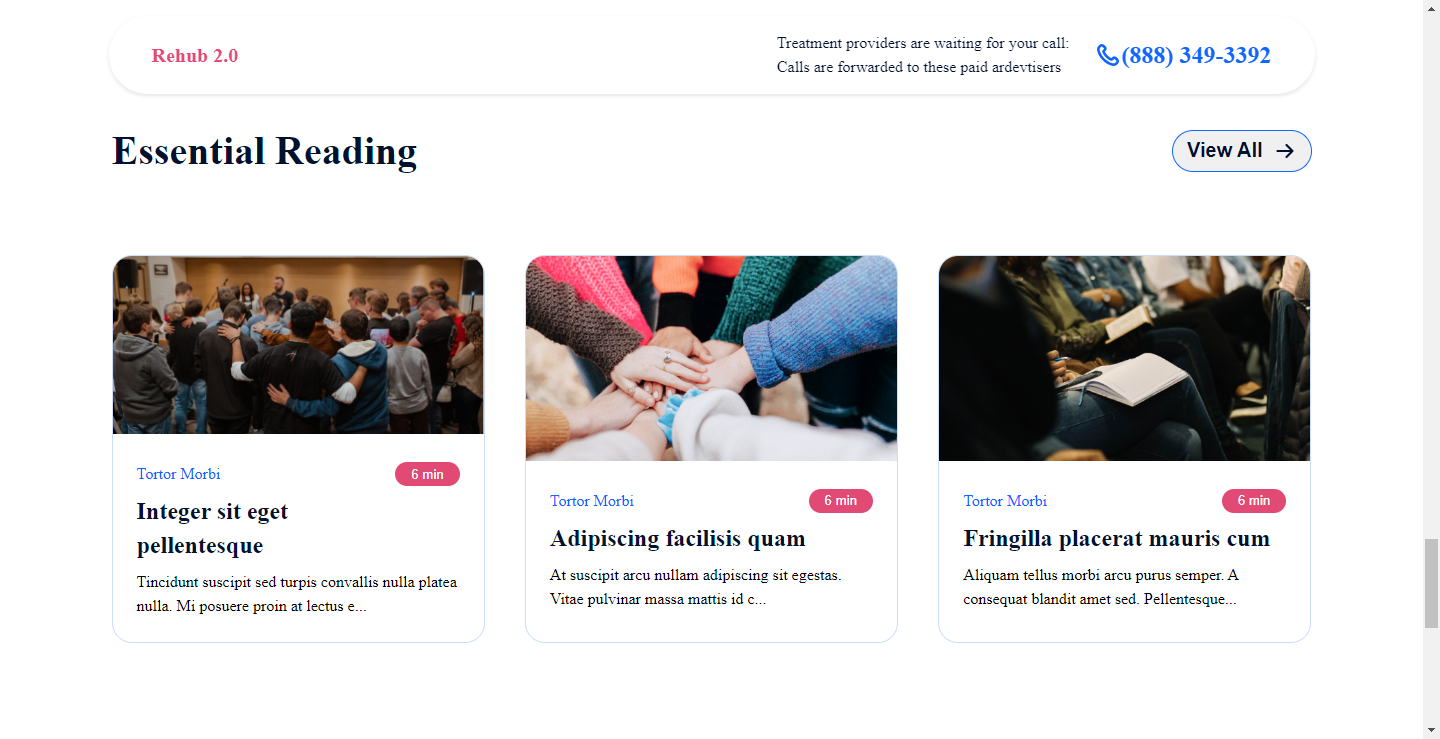 Rehub 2.0
Treatment providers are waiting for your call:
Calls are forwarded to these paid ardevtisers
(888) 349-3392
Essential Reading
View All
Tortor Morbi
6 min
Integer sit eget
pellentesque
Tincidunt suscipit sed turpis convallis nulla platea
nulla. Mi posuere proin at lectus e...
Tortor Morbi
6 min
Adipiscing facilisis quam
At suscipit arcu nullam adipiscing sit egestas.
Vitae pulvinar massa mattis id c...
Tortor Morbi
6 min
Fringilla placerat mauris cum
Aliquam tellus morbi arcu purus semper. A
consequat blandit amet sed. Pellentesque...